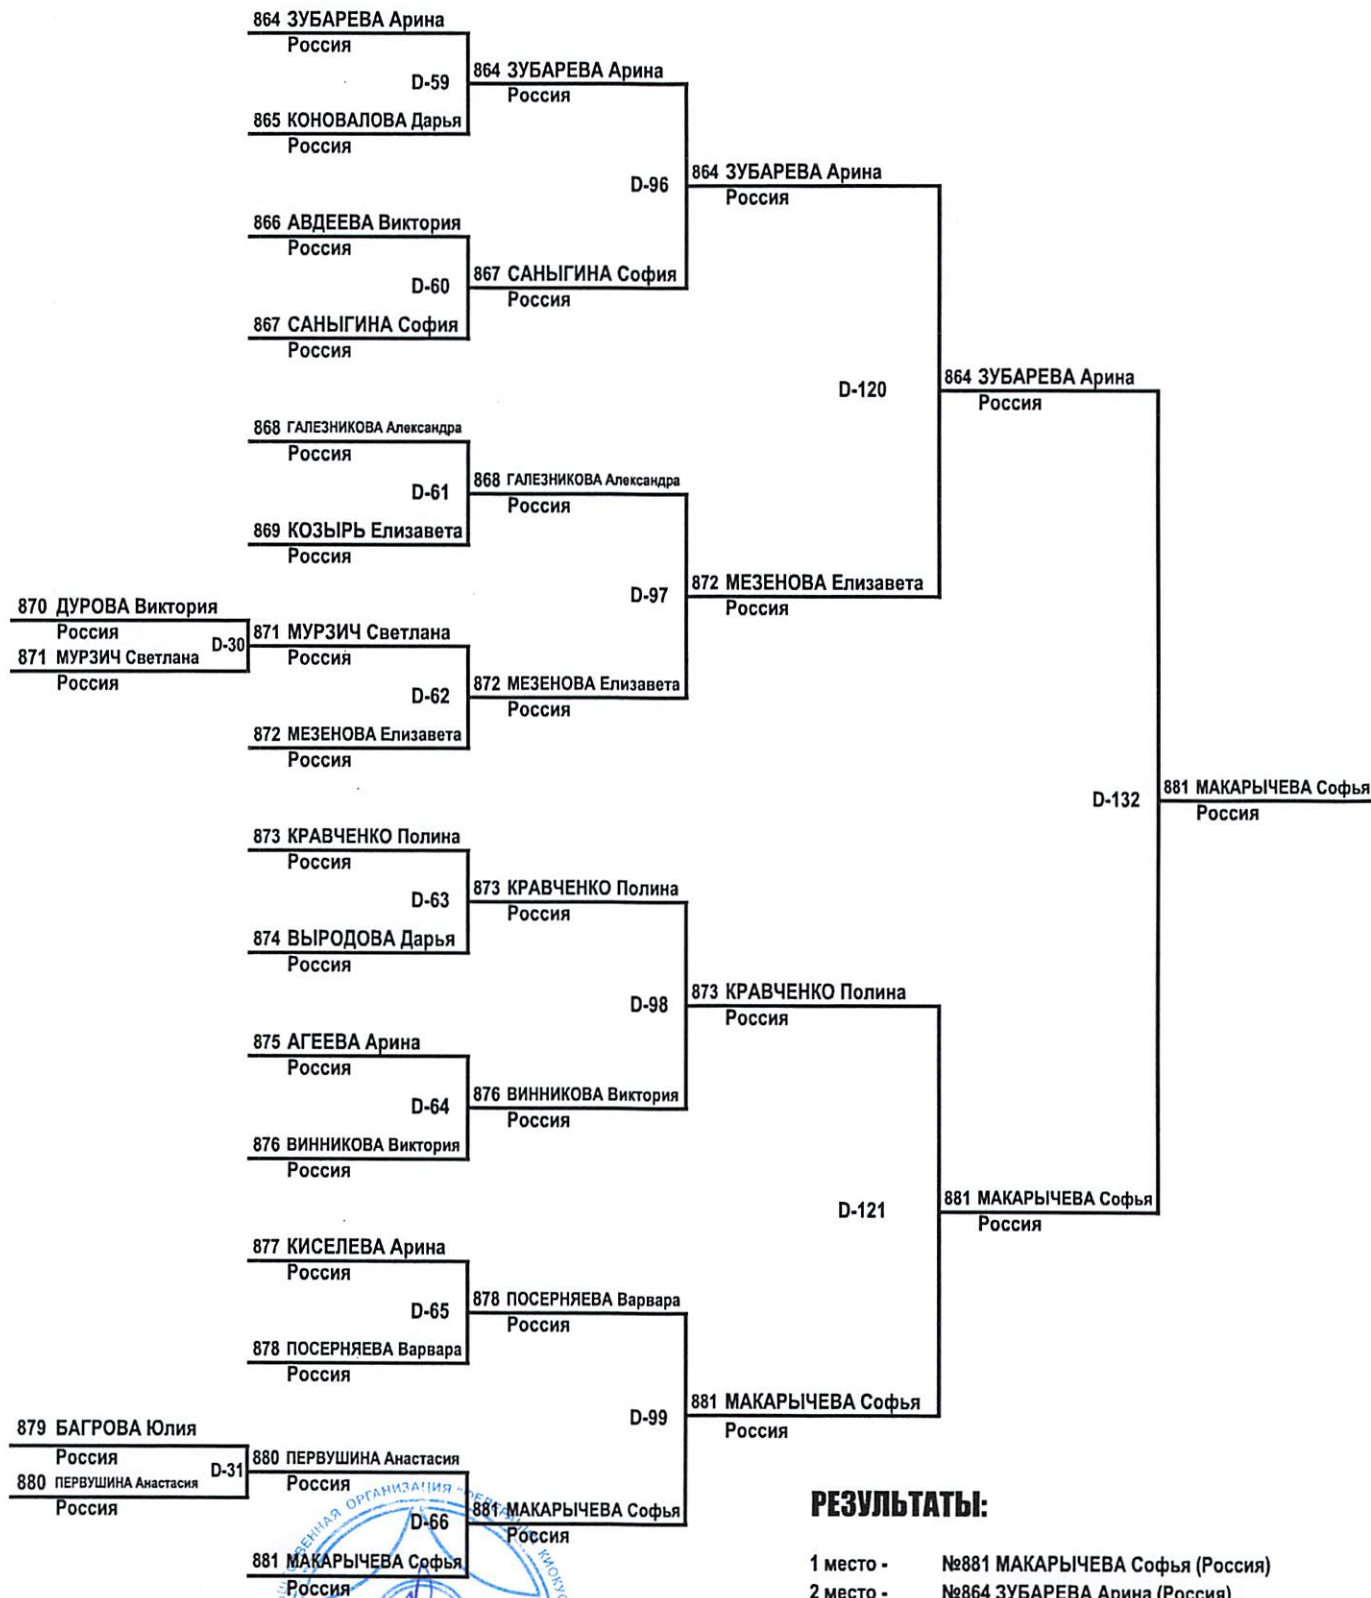 864 ЗУБАРЕВА Арина
Россия
D-59
865 КОНОВАЛОВА Дарья
Россия
864 ЗУБАРЕВА Арина
Россия
D-96
866 АВДЕЕВА Виктория
Россия
D-60
867 САНЫГИНА София
Россия
867 САНЫГИНА София
Россия
864 ЗУБАРЕВА Арина
Россия
D-120
868 ГАЛЕЗНИКОВА Александра
Россия
D-61
869 КОЗЫРЬ Елизавета
Россия
868 ГАЛЕЗНИКОВА Александра
Россия
D-97
870 ДУРОВА Виктория
Россия
D-30
871 МУРЗИЧ Светлана
Россия
871 МУРЗИЧ Светлана
Россия
D-62
872 МЕЗЕНОВА Елизавета
Россия
872 МЕЗЕНОВА Елизавета
Россия
872 МЕЗЕНОВА Елизавета
Россия
864 ЗУБАРЕВА Арина
Россия
D-132
881 МАКАРЫЧЕВА Софья
Россия
873 КРАВЧЕНКО Полина
Россия
D-63
874 ВЫРОДОВА Дарья
Россия
873 КРАВЧЕНКО Полина
Россия
D-98
875 АГЕЕВА Арина
Россия
D-64
876 ВИННИКОВА Виктория
Россия
876 ВИННИКОВА Виктория
Россия
873 КРАВЧЕНКО Полина
Россия
D-121
881 МАКАРЫЧЕВА Софья
Россия
877 КИСЕЛЕВА Арина
Россия
D-65
878 ПОСЕРНЯЕВА Варвара
Россия
878 ПОСЕРНЯЕВА Варвара
Россия
D-99
881 МАКАРЫЧЕВА Софья
Россия
879 БАГРОВА Юлия
Россия
D-31
880 ПЕРВУШИНА Анастасия
Россия
880 ПЕРВУШИНА Анастасия
Россия
D-66
881 МАКАРЫЧЕВА Софья
Россия
881 МАКАРЫЧЕВА Софья
Россия
ОРГАНИЗАЦИЯ
РЕЗУЛЬТАТЫ:
1 место - №881 МАКАРЫЧЕВА Софья (Россия)
2 место - №864 ЗУБАРЕВА Арина (Россия)